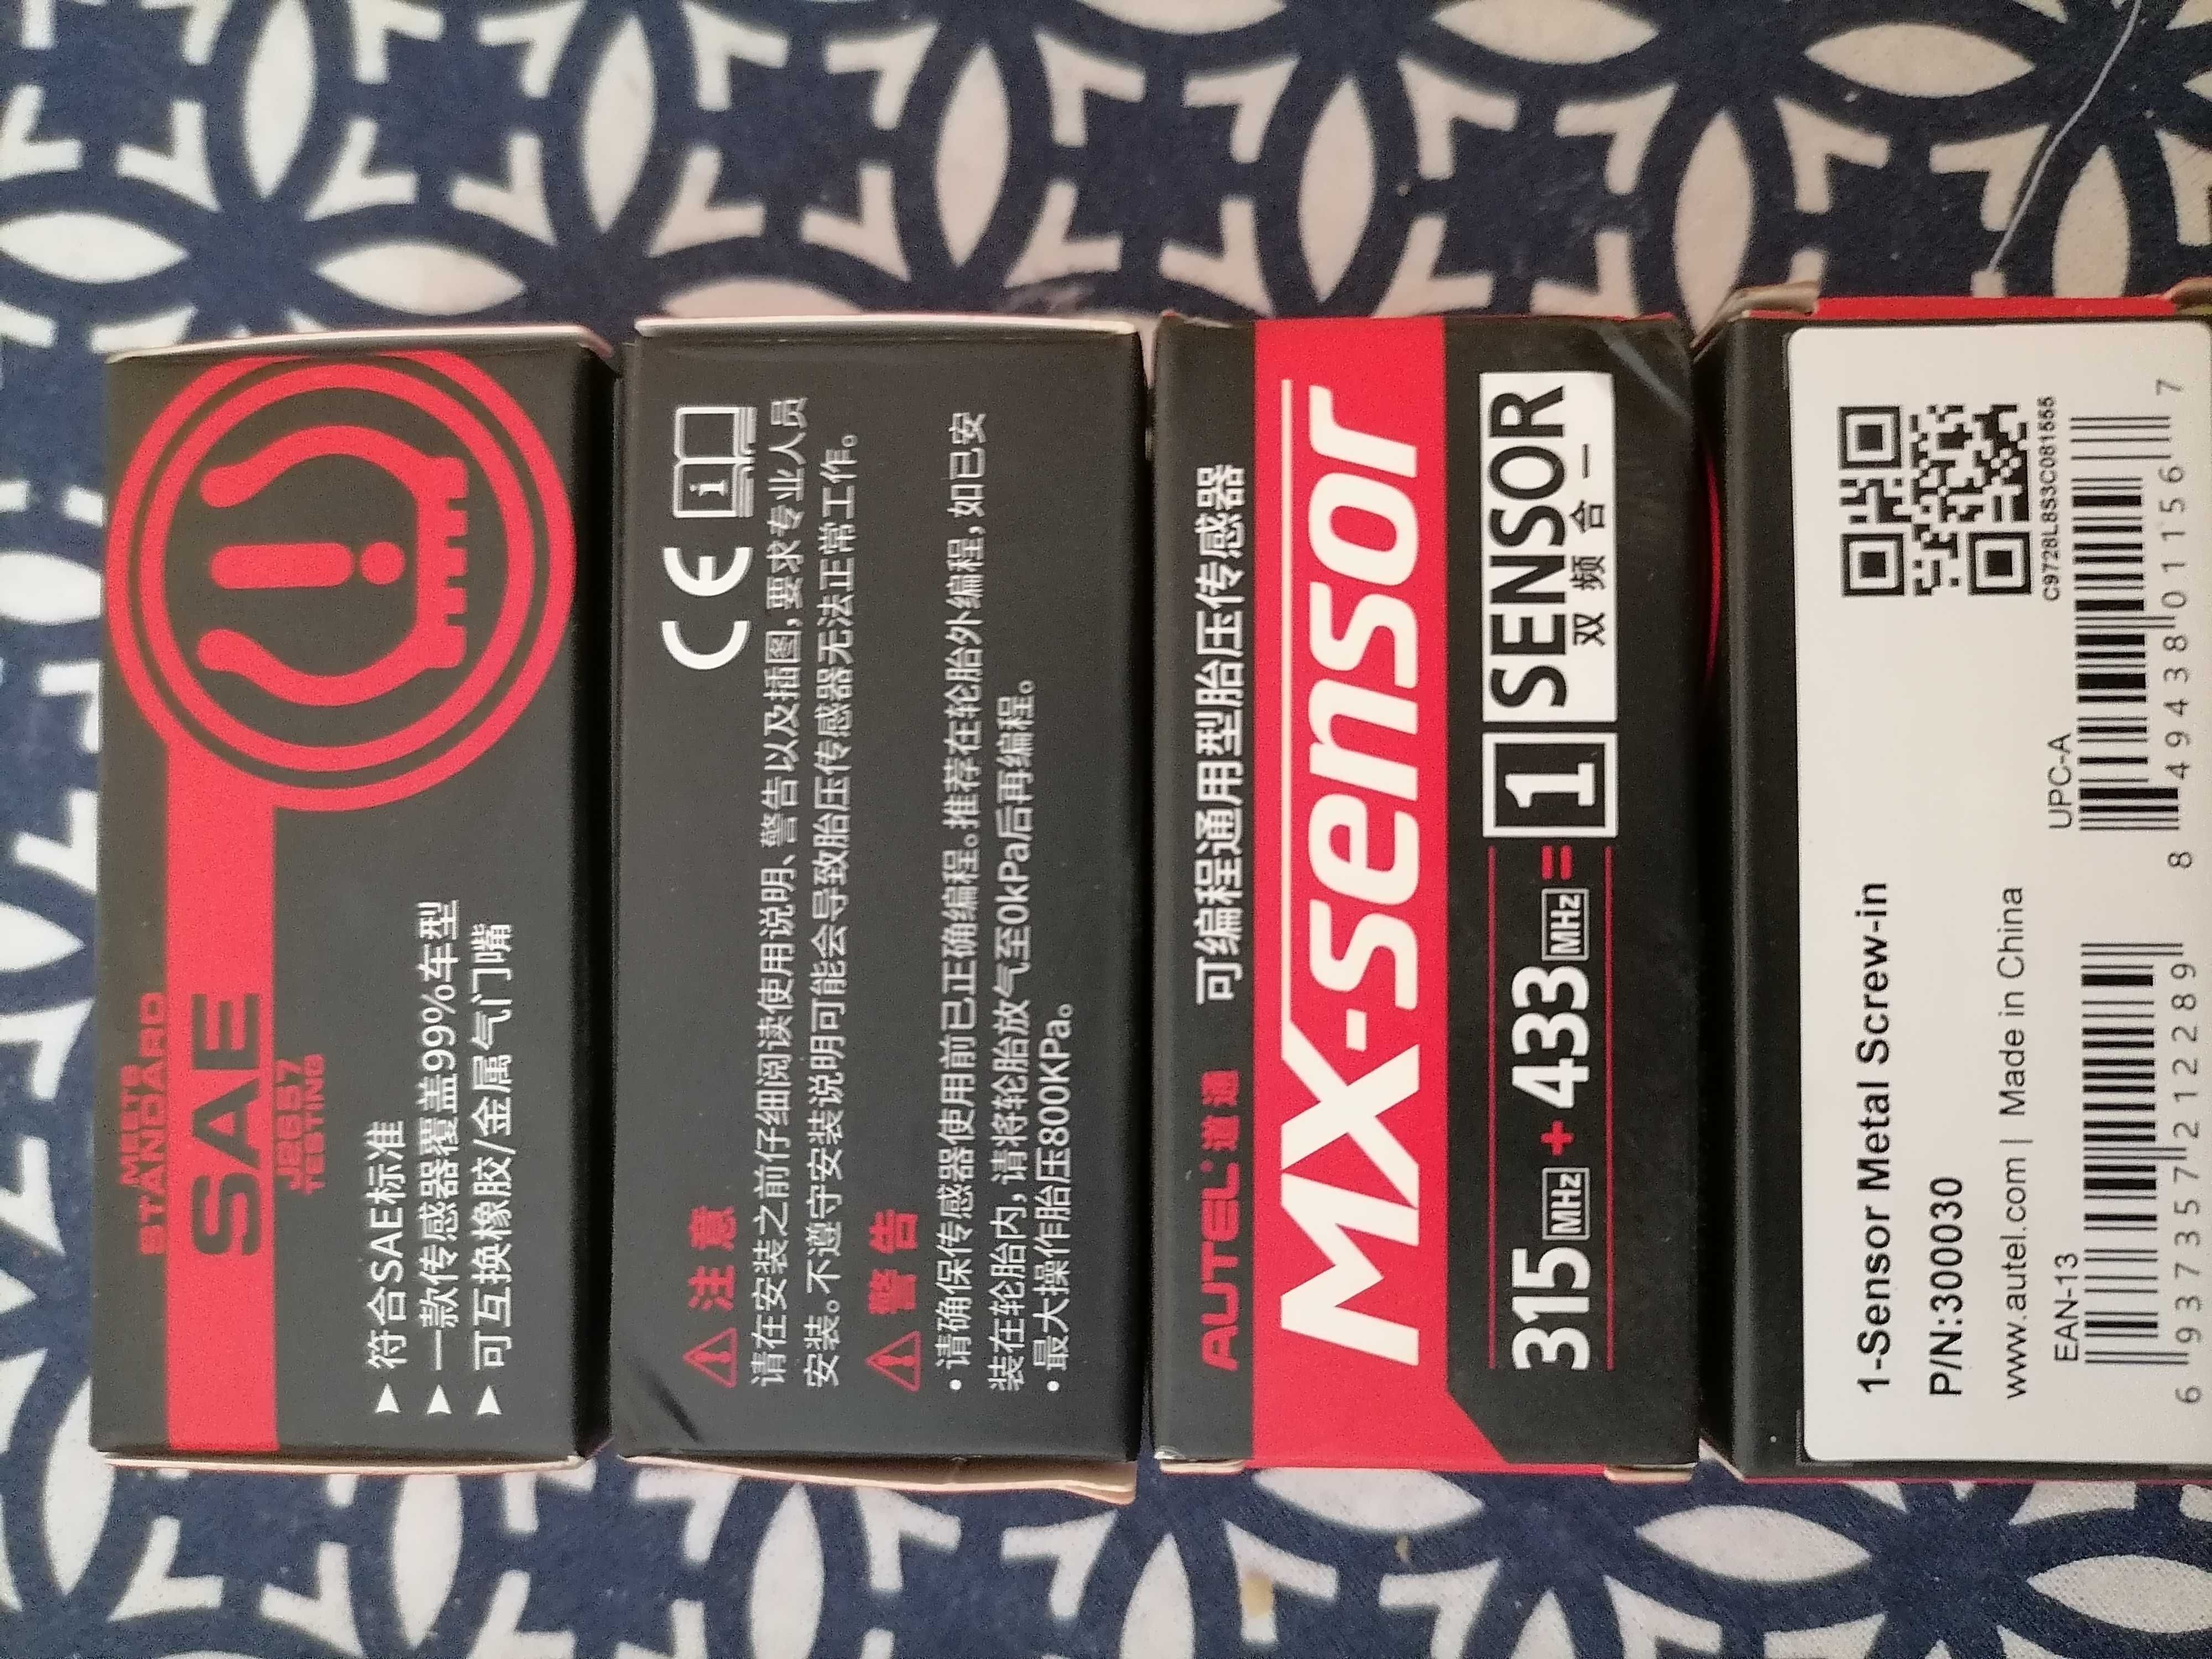 MEETS
STANDARD
SAE
J2657
TESTING
符合SAE标准
一款传感器覆盖99%车型
可互换橡胶/金属气门嘴
CE
i
注意
请在安装之前仔细阅读使用说明、警告以及插图,要求专业人员
安装。不遵守安装说明可能会导致胎压传感器无法正常工作。
警告
·请确保传感器使用前已正确编程。推荐在轮胎外编程,如已安
装在轮胎内,请将轮胎放气至0kPa后再编程。
·最大操作胎压800KPa。
AUTEL 道通 可编程通用型胎压传感器
MX-sensor
315MHz + 433MHz = 1 SENSOR
双频合一
1-Sensor Metal Screw-in
P/N:300030
www.autel.com | Made in China
C9728L8S3C081555
EAN-13
6 937357 212289
UPC-A
8 49438 01156 7